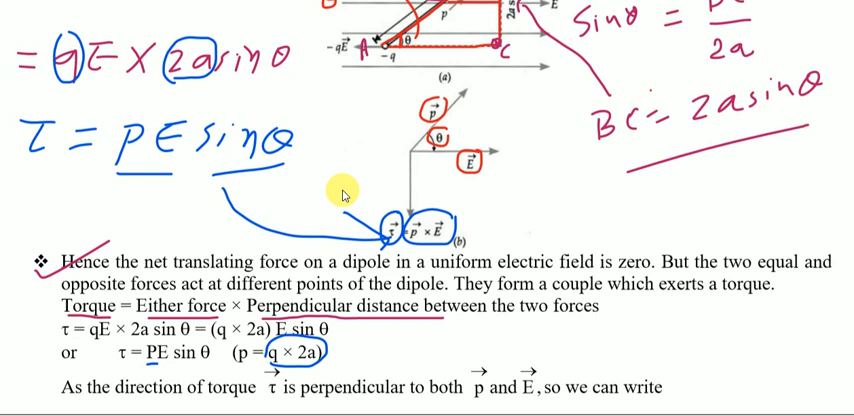 E
Sinθ =
2a
= qE × 2a sin θ
p
2a
-qE⃗
A
θ
-q
C
(a)
BC = 2a sin θ
τ = PE sin θ
p⃗
θ
E⃗
τ⃗ = p⃗ × E⃗
(b)
❖ Hence the net translating force on a dipole in a uniform electric field is zero. But the two equal and
opposite forces act at different points of the dipole. They form a couple which exerts a torque.
Torque = Either force × Perpendicular distance between the two forces
τ = qE × 2a sin θ = (q × 2a) E sin θ
or τ = PE sin θ (p = q × 2a)
As the direction of torque τ⃗ is perpendicular to both p⃗ and E⃗, so we can write